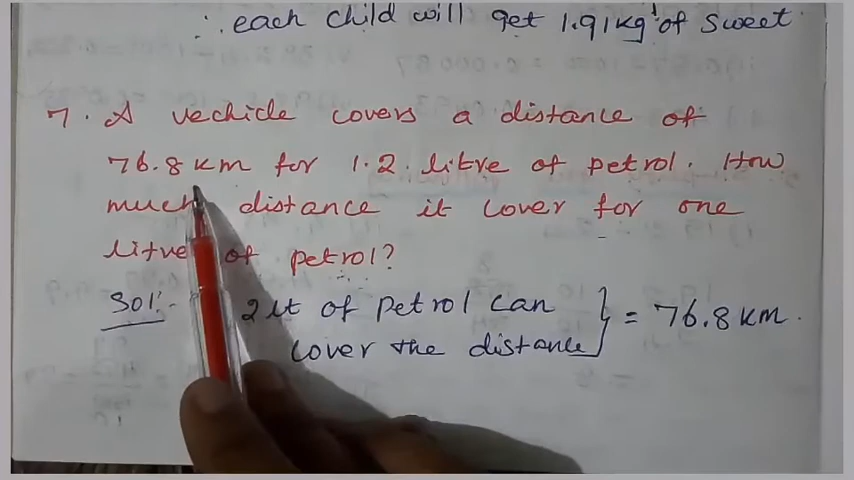 ∴ each child will get 1.91kg of sweet
7. A vechicle covers a distance of
76.8 km for 1.2 litre of petrol. How
much distance it cover for one
litre of petrol?
Sol:- 2lt of petrol can
cover the distance } = 76.8 km.